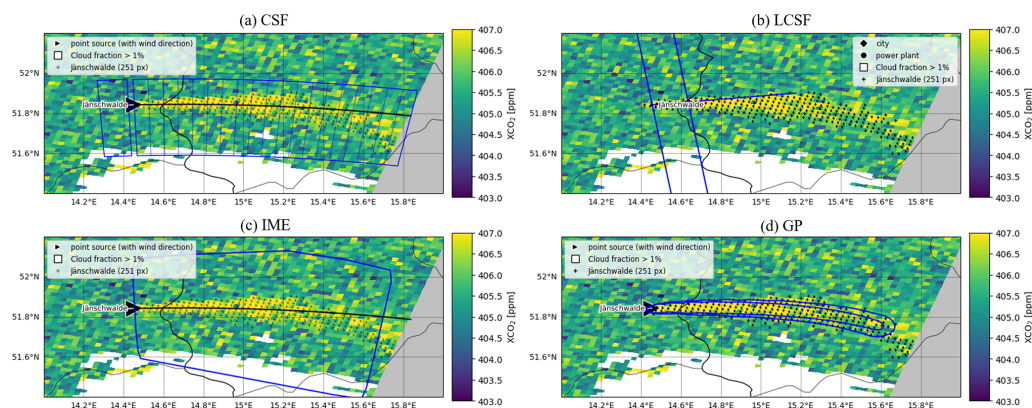 (a) CSF
point source (with wind direction)
Cloud fraction > 1%
Jänschwalde (251 px)
52°N
51.8°N
51.6°N
Jänschwalde
14.2°E 14.4°E 14.6°E 14.8°E 15°E 15.2°E 15.4°E 15.6°E 15.8°E
407.0
406.5
406.0
405.5
405.0
404.5
404.0
403.5
403.0
XCO₂ [ppm]
(b) LCSF
city
power plant
Cloud fraction > 1%
Jänschwalde (251 px)
52°N
51.8°N
51.6°N
Jänschwalde
14.2°E 14.4°E 14.6°E 14.8°E 15°E 15.2°E 15.4°E 15.6°E 15.8°E
407.0
406.5
406.0
405.5
405.0
404.5
404.0
403.5
403.0
XCO₂ [ppm]
(c) IME
point source (with wind direction)
Cloud fraction > 1%
Jänschwalde (251 px)
52°N
51.8°N
51.6°N
Jänschwalde
14.2°E 14.4°E 14.6°E 14.8°E 15°E 15.2°E 15.4°E 15.6°E 15.8°E
407.0
406.5
406.0
405.5
405.0
404.5
404.0
403.5
403.0
XCO₂ [ppm]
(d) GP
point source (with wind direction)
Cloud fraction > 1%
Jänschwalde (251 px)
52°N
51.8°N
51.6°N
Jänschwalde
14.2°E 14.4°E 14.6°E 14.8°E 15°E 15.2°E 15.4°E 15.6°E 15.8°E
407.0
406.5
406.0
405.5
405.0
404.5
404.0
403.5
403.0
XCO₂ [ppm]